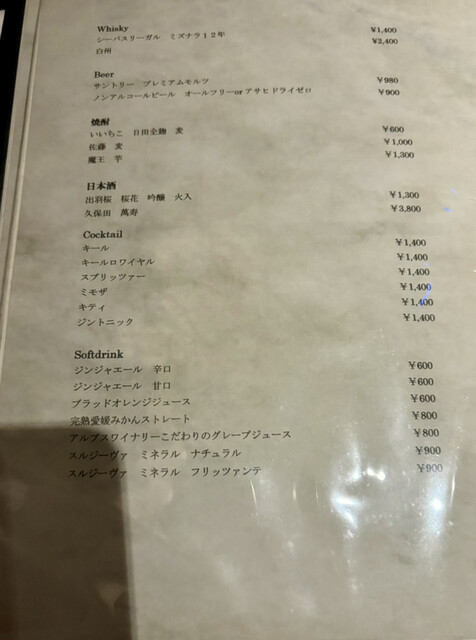 Whisky
シーバスリーガル　ミズナラ１２年　¥1,400
白州　¥2,400
Beer
サントリー　プレミアムモルツ　¥980
ノンアルコールビール　オールフリーorアサヒドライゼロ　¥900
焼酎
いいちこ　日田全麹　麦　¥600
佐藤　麦　¥1,000
魔王　芋　¥1,300
日本酒
出羽桜　桜花　吟醸　火入　¥1,300
久保田　萬寿　¥3,800
Cocktail
キール　¥1,400
キールロワイヤル　¥1,400
スプリッツァー　¥1,400
ミモザ　¥1,400
キティ　¥1,400
ジントニック　¥1,400
Softdrink
ジンジャエール　辛口　¥600
ジンジャエール　甘口　¥600
ブラッドオレンジジュース　¥600
完熟愛媛みかんストレート　¥800
アルプスワイナリーこだわりのグレープジュース　¥800
スルジーヴァ　ミネラル　ナチュラル　¥900
スルジーヴァ　ミネラル　フリッツァンテ　¥900